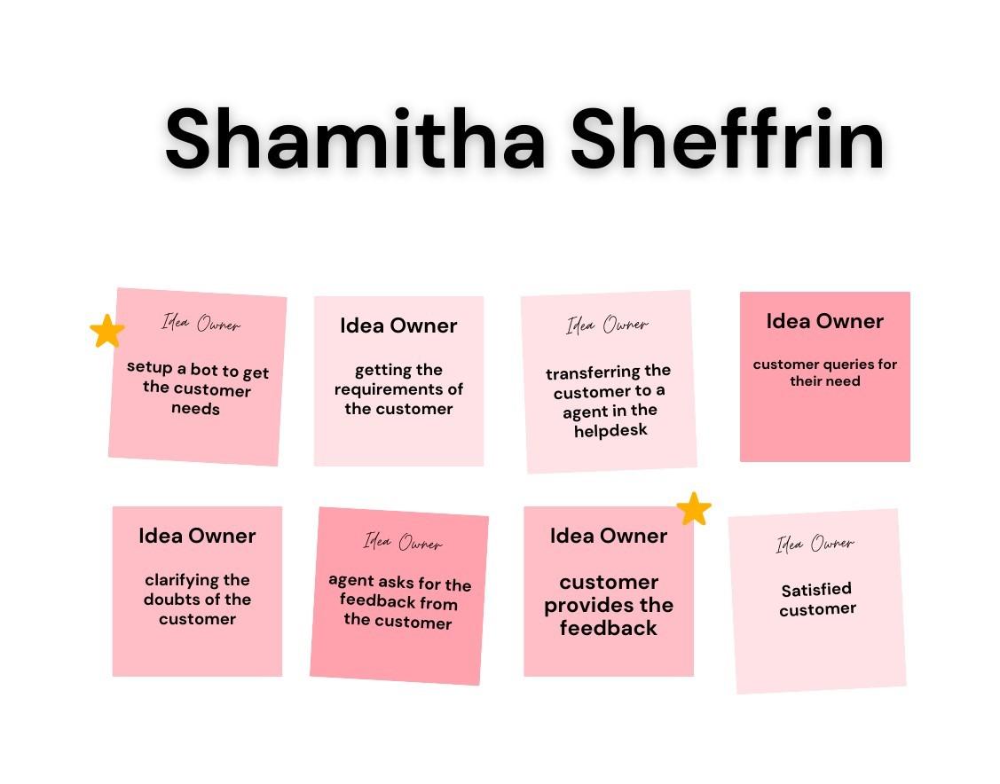 Shamitha Sheffrin
Idea Owner
setup a bot to get
the customer
needs
Idea Owner
getting the
requirements of
the customer
Idea Owner
transferring the
customer to a
agent in the
helpdesk
Idea Owner
customer queries for
their need
Idea Owner
clarifying the
doubts of the
customer
Idea Owner
agent asks for the
feedback from
the customer
Idea Owner
customer
provides the
feedback
Idea Owner
Satisfied
customer